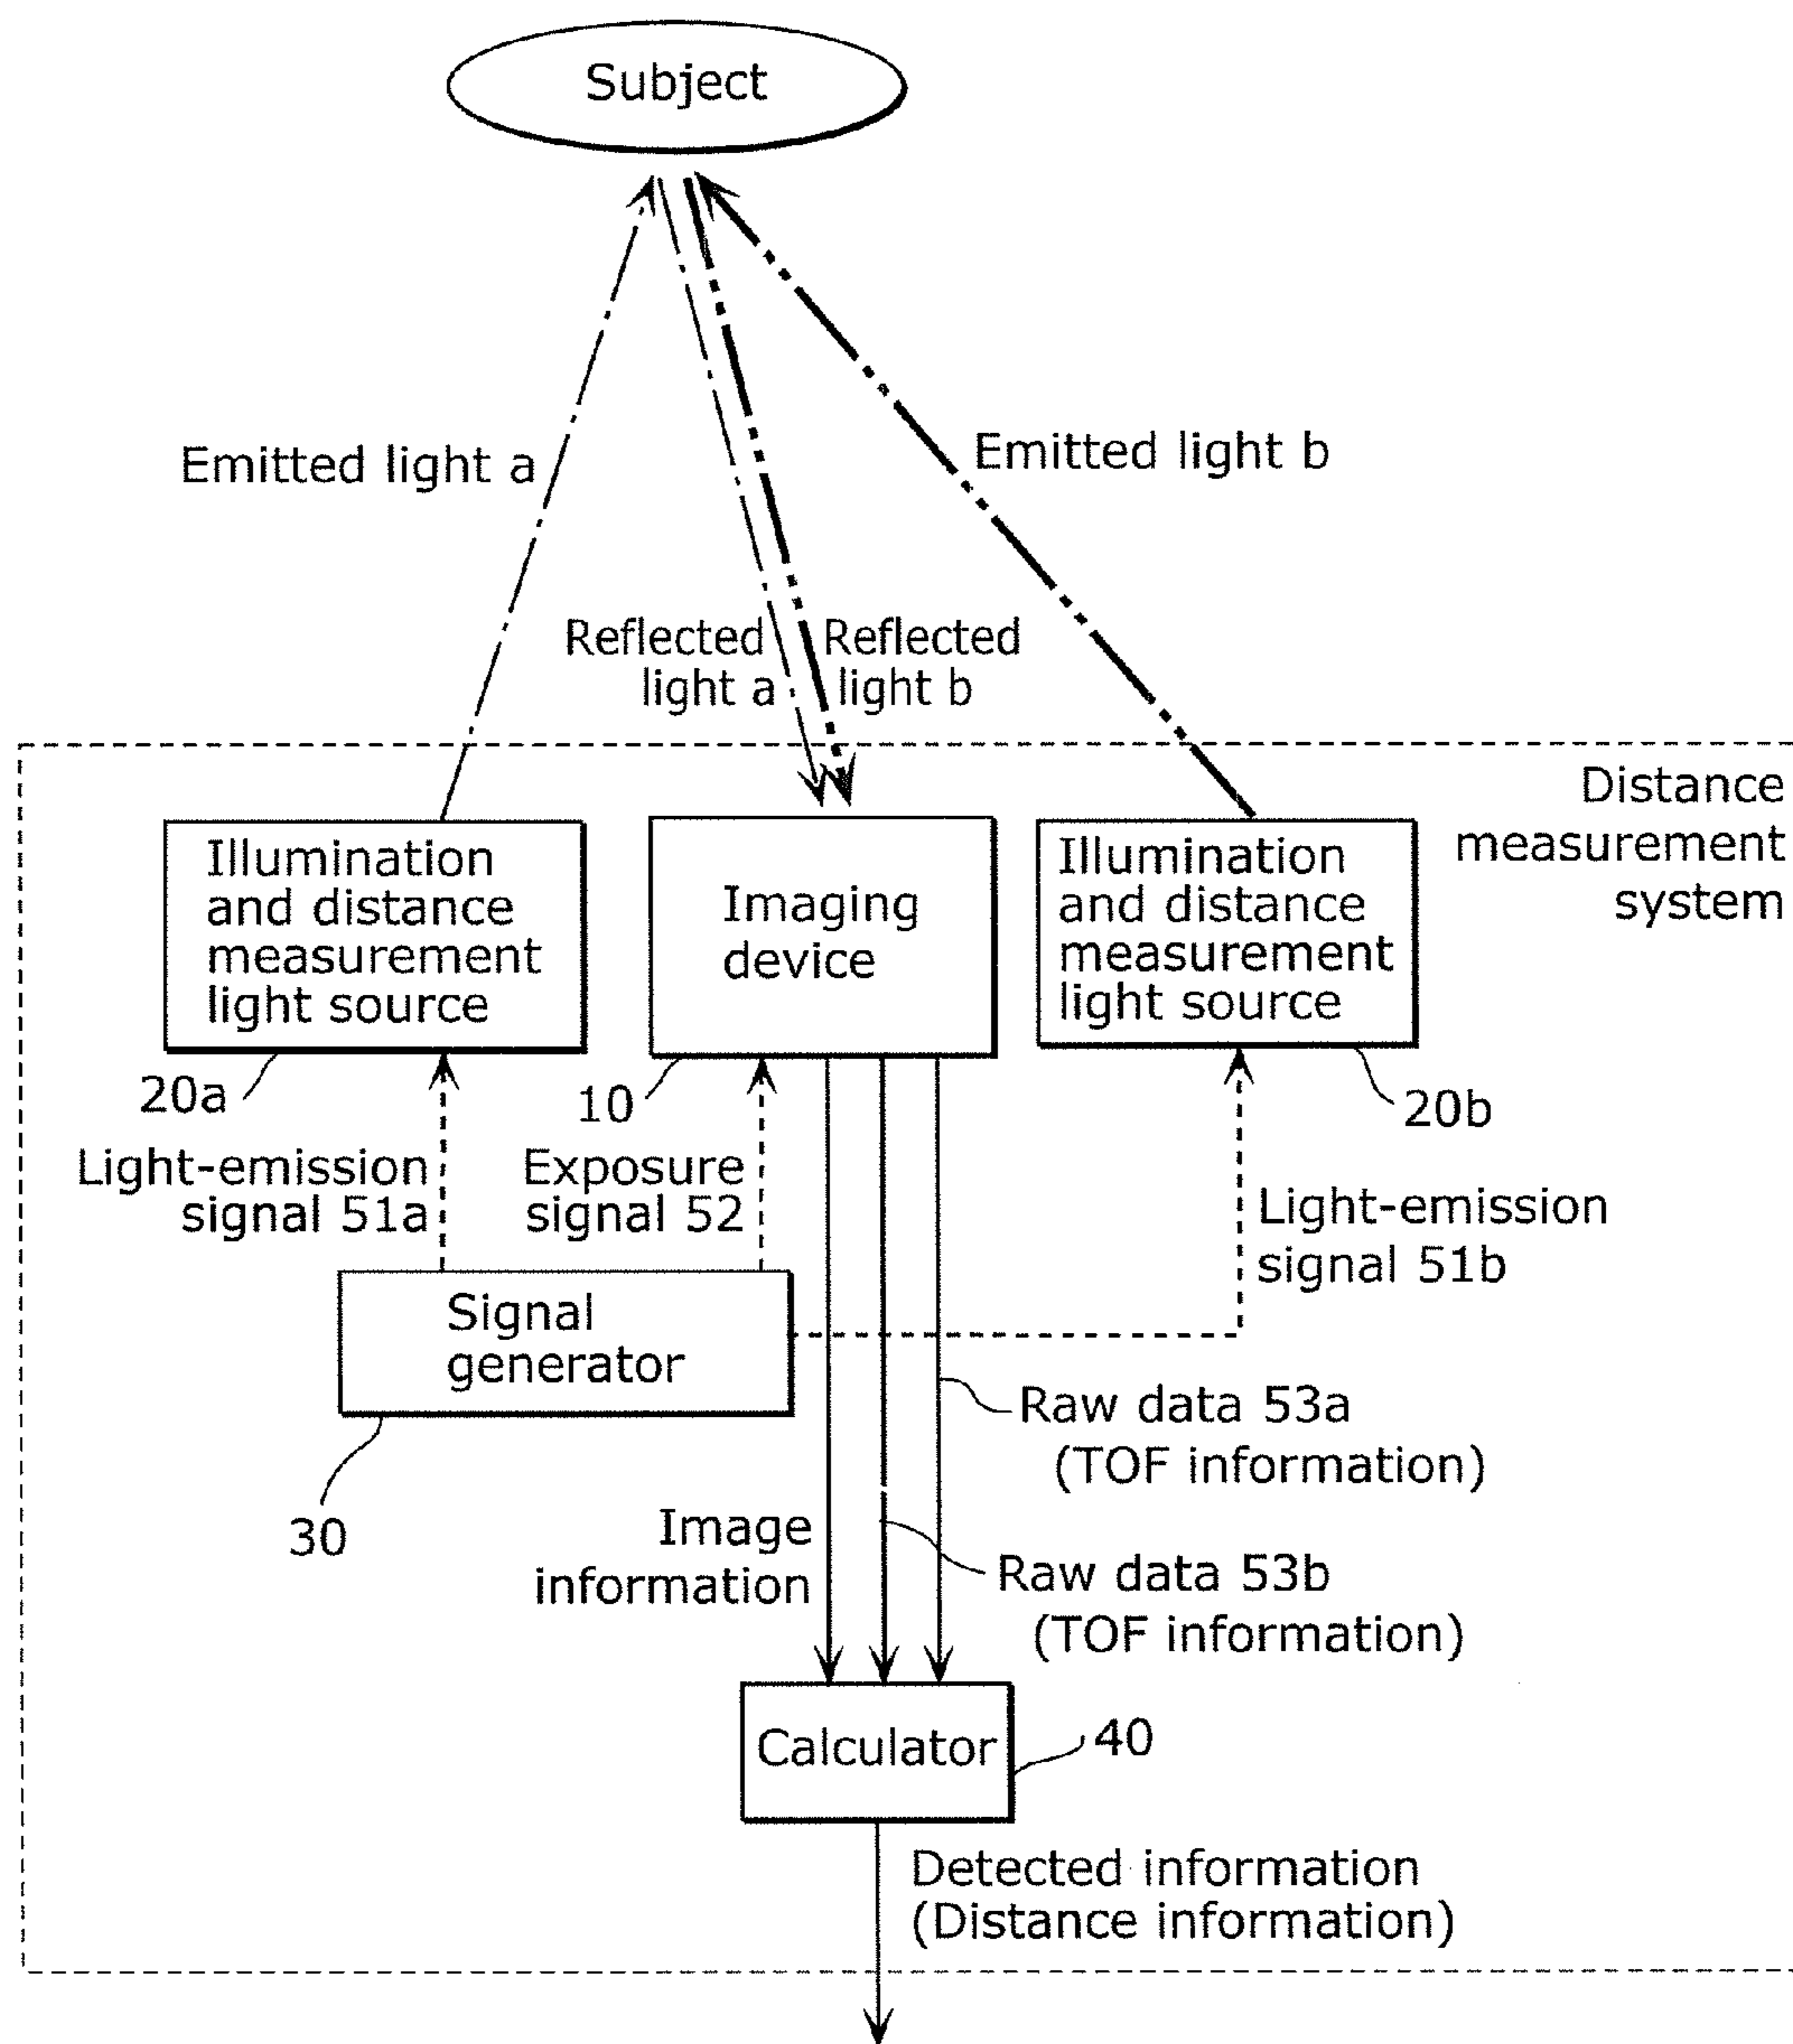 Subject
Emitted light a
Emitted light b
Reflected
light a
Reflected
light b
Distance
measurement
system
Illumination
and distance
measurement
light source
Imaging
device
Illumination
and distance
measurement
light source
20a
10
20b
Light-emission
signal 51a
Exposure
signal 52
Light-emission
signal 51b
Signal
generator
30
Raw data 53a
(TOF information)
Image
information
Raw data 53b
(TOF information)
Calculator
40
Detected information
(Distance information)